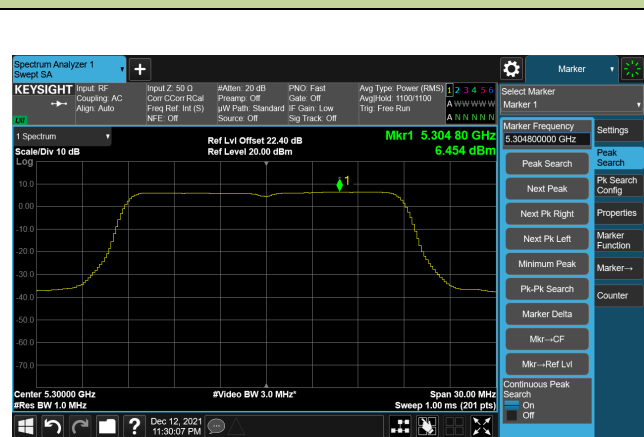 Spectrum Analyzer 1
Swept SA
+
Marker
KEYSIGHT
Input: RF
Coupling: AC
Align: Auto
Input Z: 50 Ω
Corr CCorr RCal
Freq Ref: Int (S)
NFE: Off
#Atten: 20 dB
Preamp: Off
µW Path: Standard
Source: Off
PNO: Fast
Gate: Off
IF Gain: Low
Sig Track: Off
Avg Type: Power (RMS)
Avg|Hold: 1100/1100
Trig: Free Run
1 2 3 4 5 6
A W W W W W
A N N N N N
Select Marker
Marker 1
LXI
1 Spectrum
Scale/Div 10 dB
Log
Ref Lvl Offset 22.40 dB
Ref Level 20.00 dBm
Mkr1 5.304 80 GHz
6.454 dBm
10.0
0.00
-10.0
-20.0
-30.0
-40.0
-50.0
-60.0
-70.0
1
Center 5.30000 GHz
#Res BW 1.0 MHz
#Video BW 3.0 MHz*
Span 30.00 MHz
Sweep 1.00 ms (201 pts)
Marker Frequency
5.304800000 GHz
Peak Search
Next Peak
Next Pk Right
Next Pk Left
Minimum Peak
Pk-Pk Search
Marker Delta
Mkr→CF
Mkr→Ref Lvl
Continuous Peak
Search
On
Off
Settings
Peak
Search
Pk Search
Config
Properties
Marker
Function
Marker→
Counter
?
Dec 12, 2021
11:30:07 PM